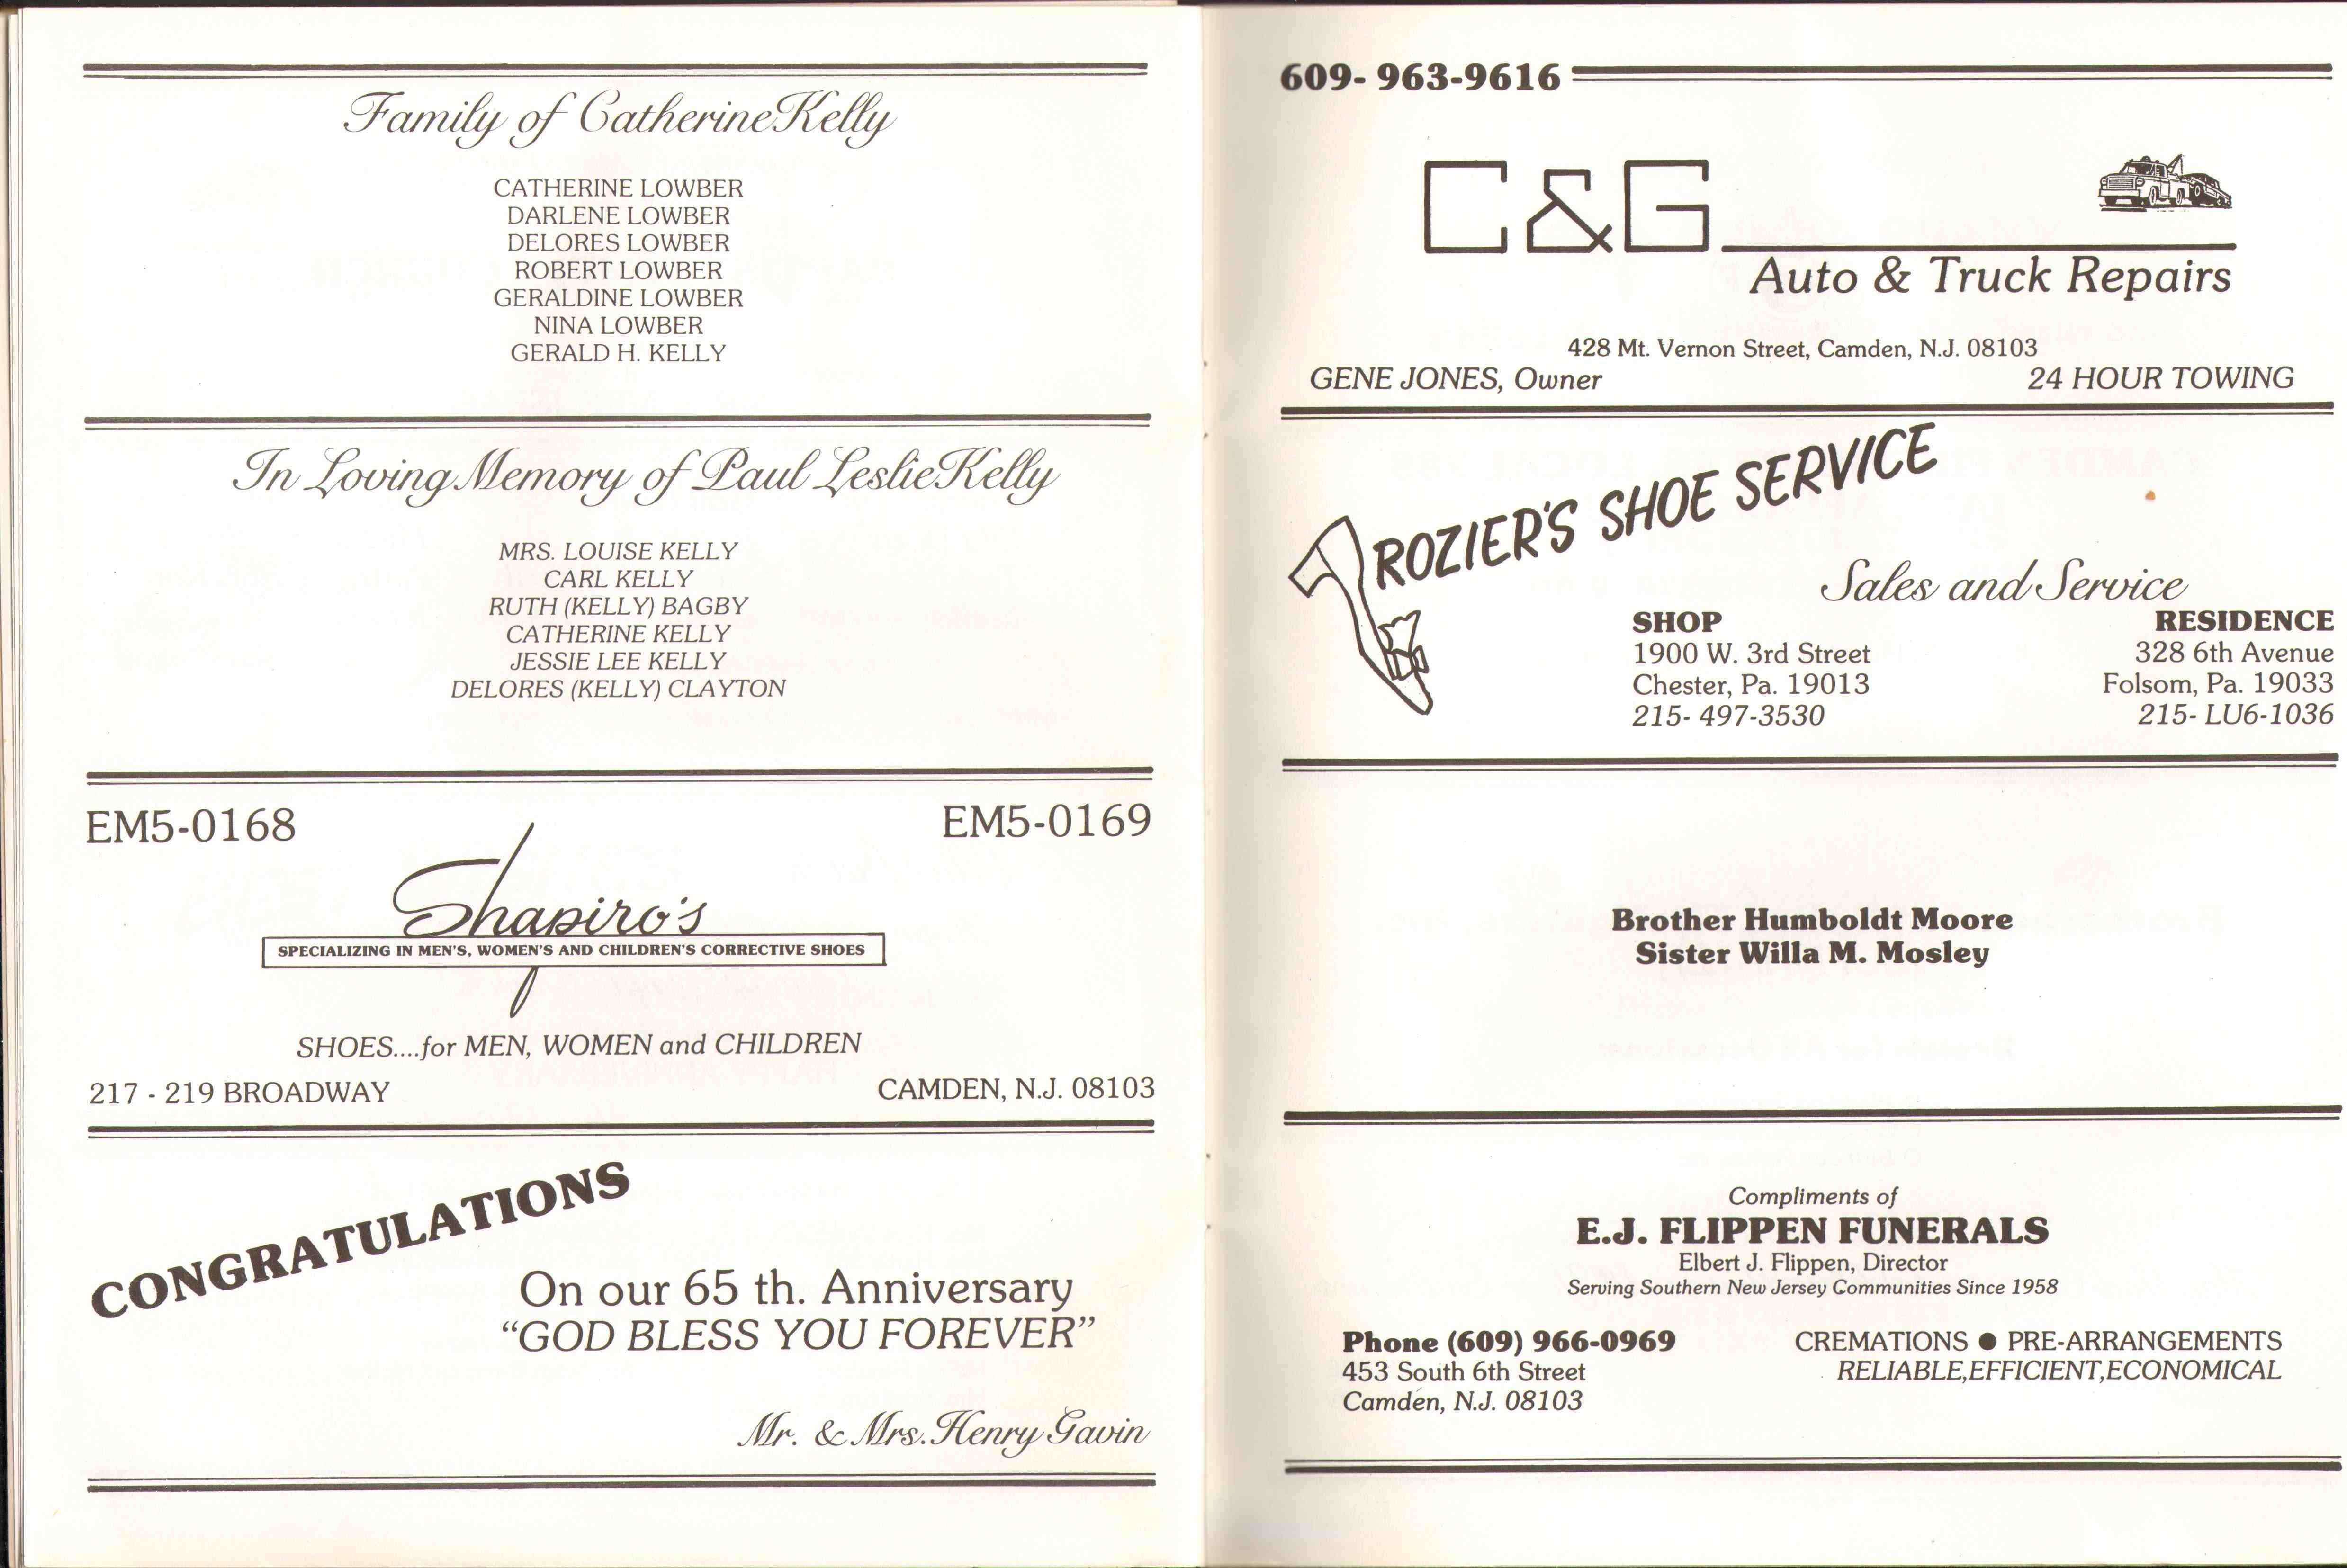 Family of Catherine Kelly
CATHERINE LOWBER
DARLENE LOWBER
DELORES LOWBER
ROBERT LOWBER
GERALDINE LOWBER
NINA LOWBER
GERALD H. KELLY
In Loving Memory of Paul Leslie Kelly
MRS. LOUISE KELLY
CARL KELLY
RUTH (KELLY) BAGBY
CATHERINE KELLY
JESSIE LEE KELLY
DELORES (KELLY) CLAYTON
EM5-0168 EM5-0169
Shapiro's
SPECIALIZING IN MEN'S, WOMEN'S AND CHILDREN'S CORRECTIVE SHOES
SHOES....for MEN, WOMEN and CHILDREN
217 - 219 BROADWAY CAMDEN, N.J. 08103
CONGRATULATIONS
On our 65 th. Anniversary
“GOD BLESS YOU FOREVER”
Mr. & Mrs. Henry Gavin
609- 963-9616
C&G
Auto & Truck Repairs
428 Mt. Vernon Street, Camden, N.J. 08103
GENE JONES, Owner 24 HOUR TOWING
ROZIER'S SHOE SERVICE
Sales and Service
SHOP RESIDENCE
1900 W. 3rd Street 328 6th Avenue
Chester, Pa. 19013 Folsom, Pa. 19033
215- 497-3530 215- LU6-1036
Brother Humboldt Moore
Sister Willa M. Mosley
Compliments of
E.J. FLIPPEN FUNERALS
Elbert J. Flippen, Director
Serving Southern New Jersey Communities Since 1958
Phone (609) 966-0969 CREMATIONS ● PRE-ARRANGEMENTS
453 South 6th Street RELIABLE,EFFICIENT,ECONOMICAL
Camden, N.J. 08103